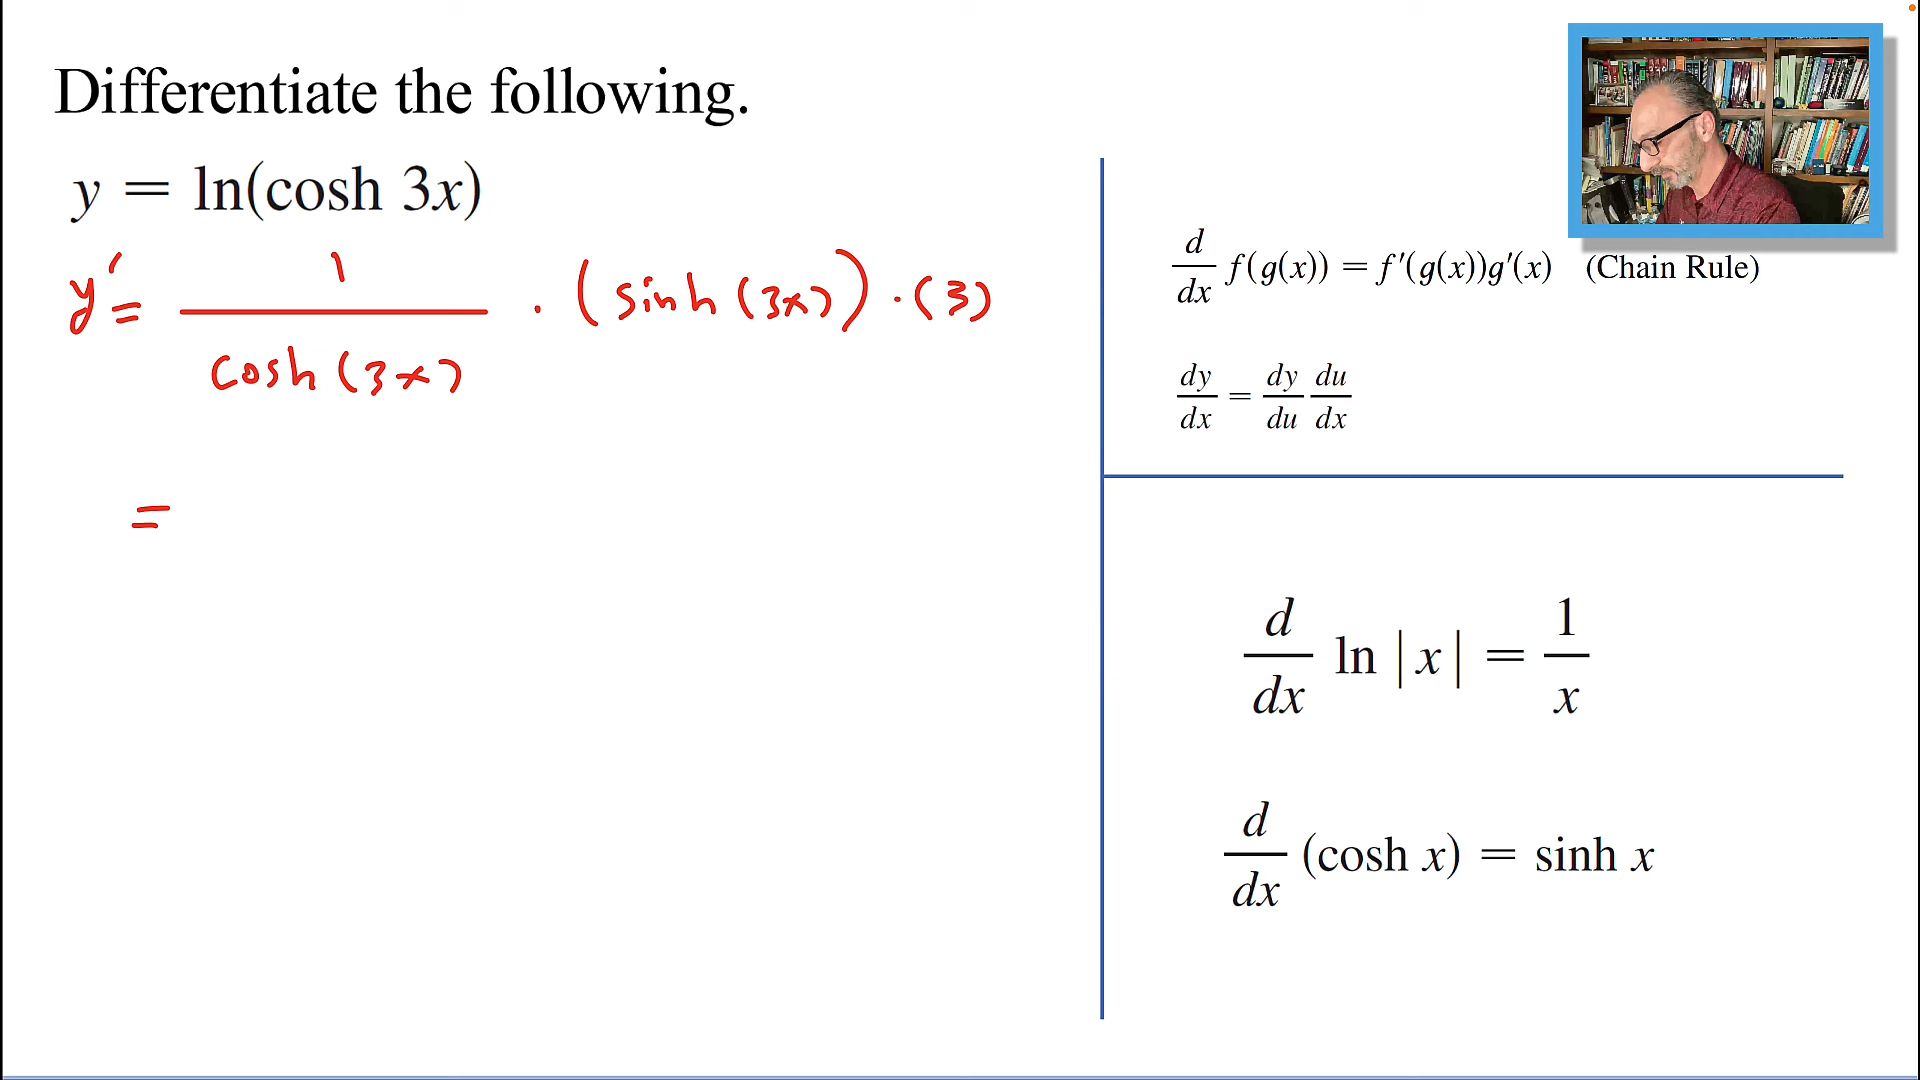 Differentiate the following.
y = ln(cosh 3x)
y' = 1 / cosh(3x) · (sinh(3x)) · (3)
=
d/dx f(g(x)) = f'(g(x))g'(x) (Chain Rule)
dy/dx = dy/du du/dx
d/dx ln |x| = 1/x
d/dx (cosh x) = sinh x